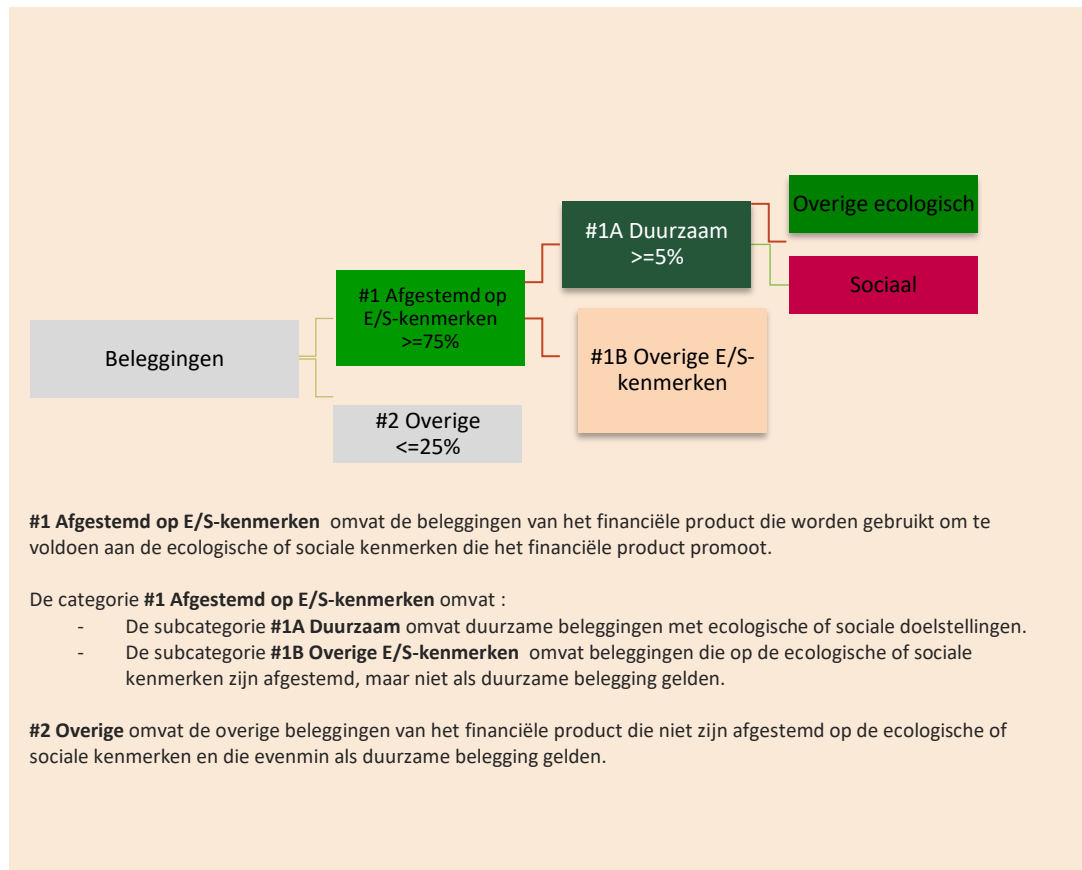 Overige ecologisch
#1A Duurzaam
>=5%
Sociaal
#1 Afgestemd op
E/S-kenmerken
>=75%
Beleggingen
#1B Overige E/S-
kenmerken
#2 Overige
<=25%
#1 Afgestemd op E/S-kenmerken omvat de beleggingen van het financiële product die worden gebruikt om te
voldoen aan de ecologische of sociale kenmerken die het financiële product promoot.
De categorie #1 Afgestemd op E/S-kenmerken omvat :
- De subcategorie #1A Duurzaam omvat duurzame beleggingen met ecologische of sociale doelstellingen.
- De subcategorie #1B Overige E/S-kenmerken omvat beleggingen die op de ecologische of sociale
kenmerken zijn afgestemd, maar niet als duurzame belegging gelden.
#2 Overige omvat de overige beleggingen van het financiële product die niet zijn afgestemd op de ecologische of
sociale kenmerken en die evenmin als duurzame belegging gelden.